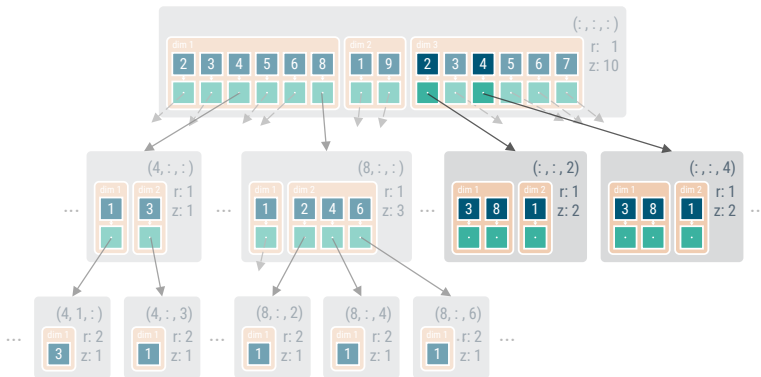 (:,:,:)
dim 1 dim 2 dim 3
r: 1
2 3 4 5 6 8 1 9 2 3 4 5 6 7
z: 10
(4,:,:) (8,:,:) (:,:,2) (:,:,4)
dim 1 dim 2 r: 1 dim 1 dim 2 r: 1 dim 1 dim 2 r: 1 dim 1 dim 2 r: 1
... 1 3 z: 1 ... 1 2 4 6 z: 3 ... 3 8 1 z: 2 3 8 1 z: 2 ...
(4,1,:) (4,:,3) (8,:,2) (8,:,4) (8,:,6)
... dim 1 r: 2 dim 1 r: 2 ... dim 1 r: 2 dim 1 r: 2 dim 1 r: 2 ...
3 z: 1 1 z: 1 1 z: 1 1 z: 1 1 z: 1